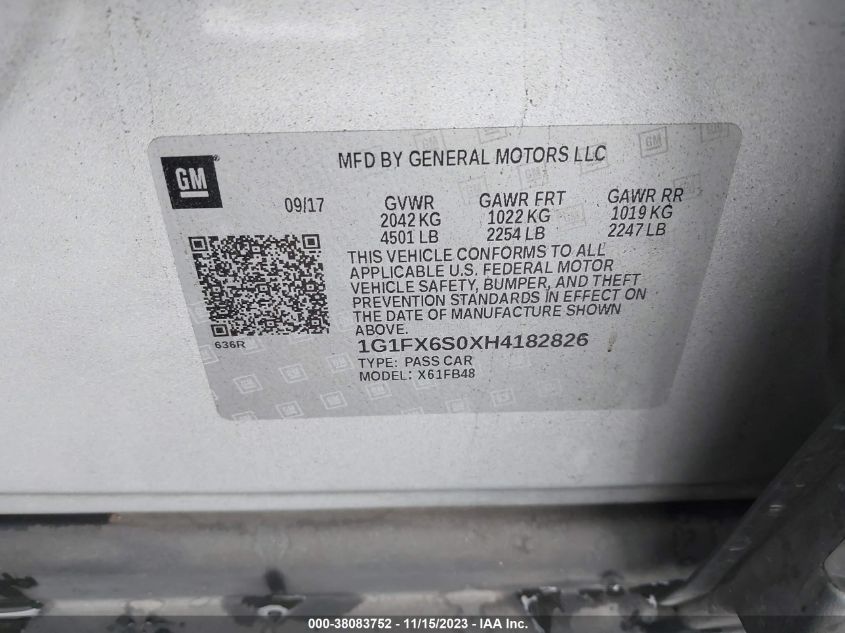 GM
MFD BY GENERAL MOTORS LLC
09/17
GVWR GAWR FRT GAWR RR
2042 KG 1022 KG 1019 KG
4501 LB 2254 LB 2247 LB
THIS VEHICLE CONFORMS TO ALL
APPLICABLE U.S. FEDERAL MOTOR
VEHICLE SAFETY, BUMPER, AND THEFT
PREVENTION STANDARDS IN EFFECT ON
THE DATE OF MANUFACTURE SHOWN
ABOVE.
636R
1G1FX6S0XH4182826
TYPE: PASS CAR
MODEL: X61FB48
000-38083752 - 11/15/2023 - IAA Inc.